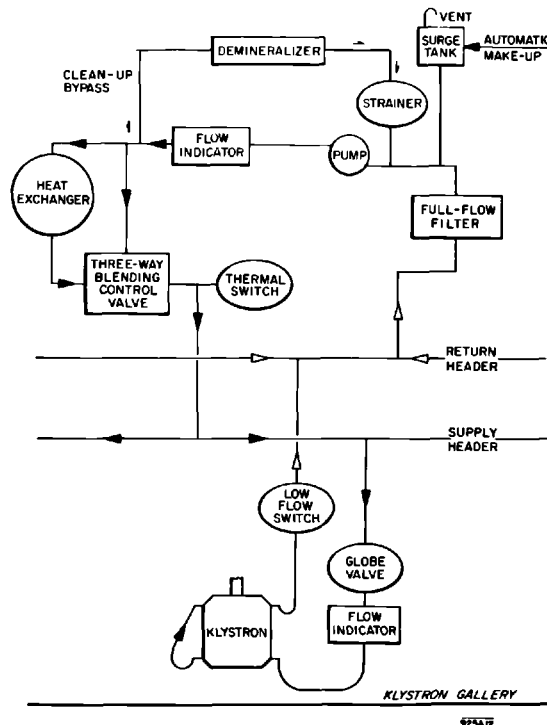 VENT
SURGE
TANK
AUTOMATIC
MAKE-UP
DEMINERALIZER
CLEAN-UP
BYPASS
STRAINER
FLOW
INDICATOR
PUMP
HEAT
EXCHANGER
FULL-FLOW
FILTER
THREE-WAY
BLENDING
CONTROL
VALVE
THERMAL
SWITCH
RETURN
HEADER
SUPPLY
HEADER
LOW
FLOW
SWITCH
GLOBE
VALVE
KLYSTRON
FLOW
INDICATOR
KLYSTRON GALLERY